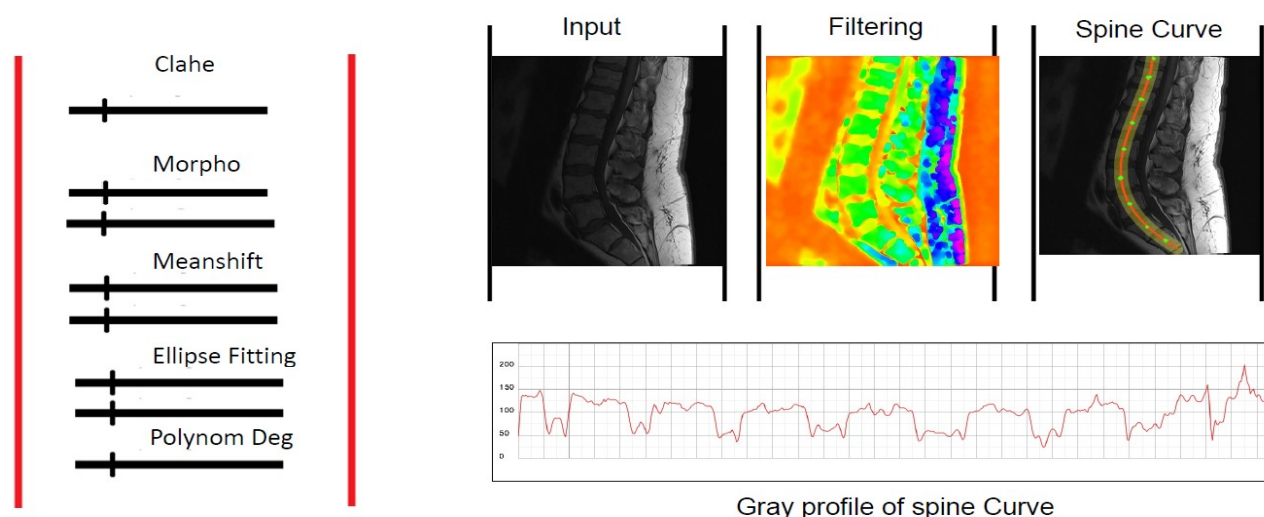 Clahe
Morpho
Meanshift
Ellipse Fitting
Polynom Deg
Input
Filtering
Spine Curve
200
150
100
50
0
Gray profile of spine Curve